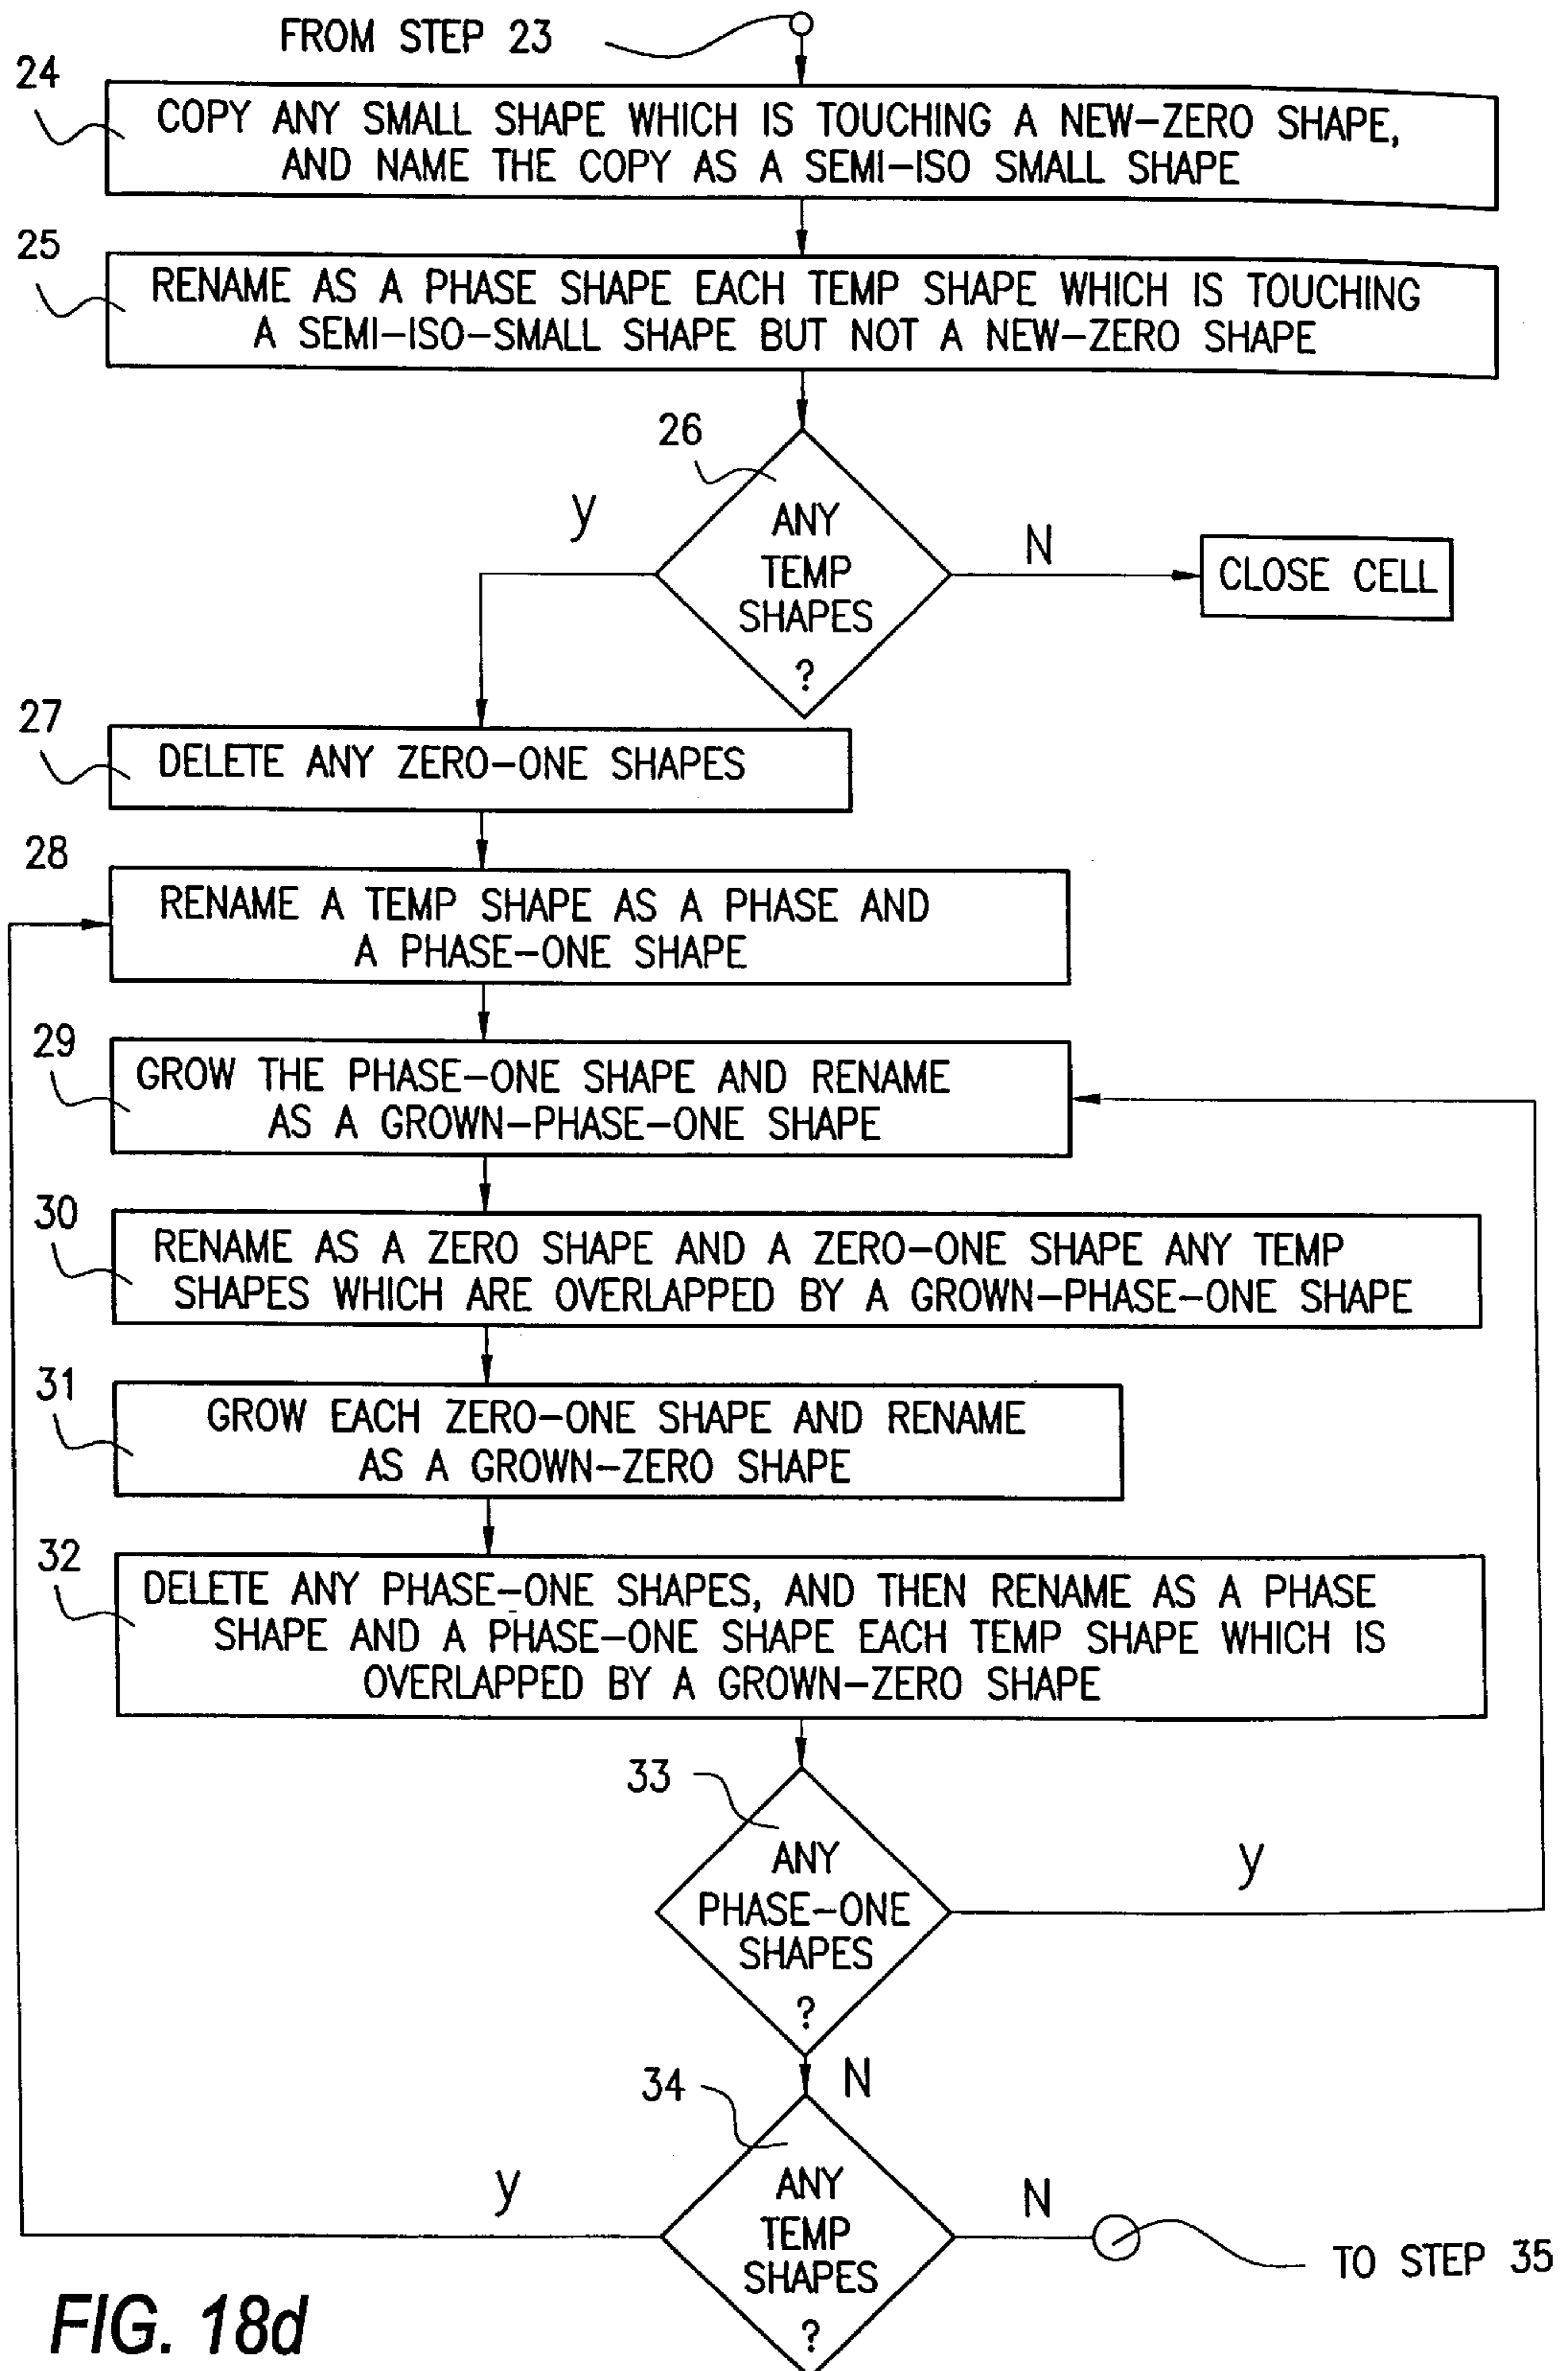 FROM STEP 23
24
COPY ANY SMALL SHAPE WHICH IS TOUCHING A NEW-ZERO SHAPE,
AND NAME THE COPY AS A SEMI-ISO SMALL SHAPE
25
RENAME AS A PHASE SHAPE EACH TEMP SHAPE WHICH IS TOUCHING
A SEMI-ISO-SMALL SHAPE BUT NOT A NEW-ZERO SHAPE
26
ANY
TEMP
SHAPES
?
y
N
CLOSE CELL
27
DELETE ANY ZERO-ONE SHAPES
28
RENAME A TEMP SHAPE AS A PHASE AND
A PHASE-ONE SHAPE
29
GROW THE PHASE-ONE SHAPE AND RENAME
AS A GROWN-PHASE-ONE SHAPE
30
RENAME AS A ZERO SHAPE AND A ZERO-ONE SHAPE ANY TEMP
SHAPES WHICH ARE OVERLAPPED BY A GROWN-PHASE-ONE SHAPE
31
GROW EACH ZERO-ONE SHAPE AND RENAME
AS A GROWN-ZERO SHAPE
32
DELETE ANY PHASE-ONE SHAPES, AND THEN RENAME AS A PHASE
SHAPE AND A PHASE-ONE SHAPE EACH TEMP SHAPE WHICH IS
OVERLAPPED BY A GROWN-ZERO SHAPE
33
ANY
PHASE-ONE
SHAPES
?
y
N
34
ANY
TEMP
SHAPES
?
y
N
TO STEP 35
FIG. 18d